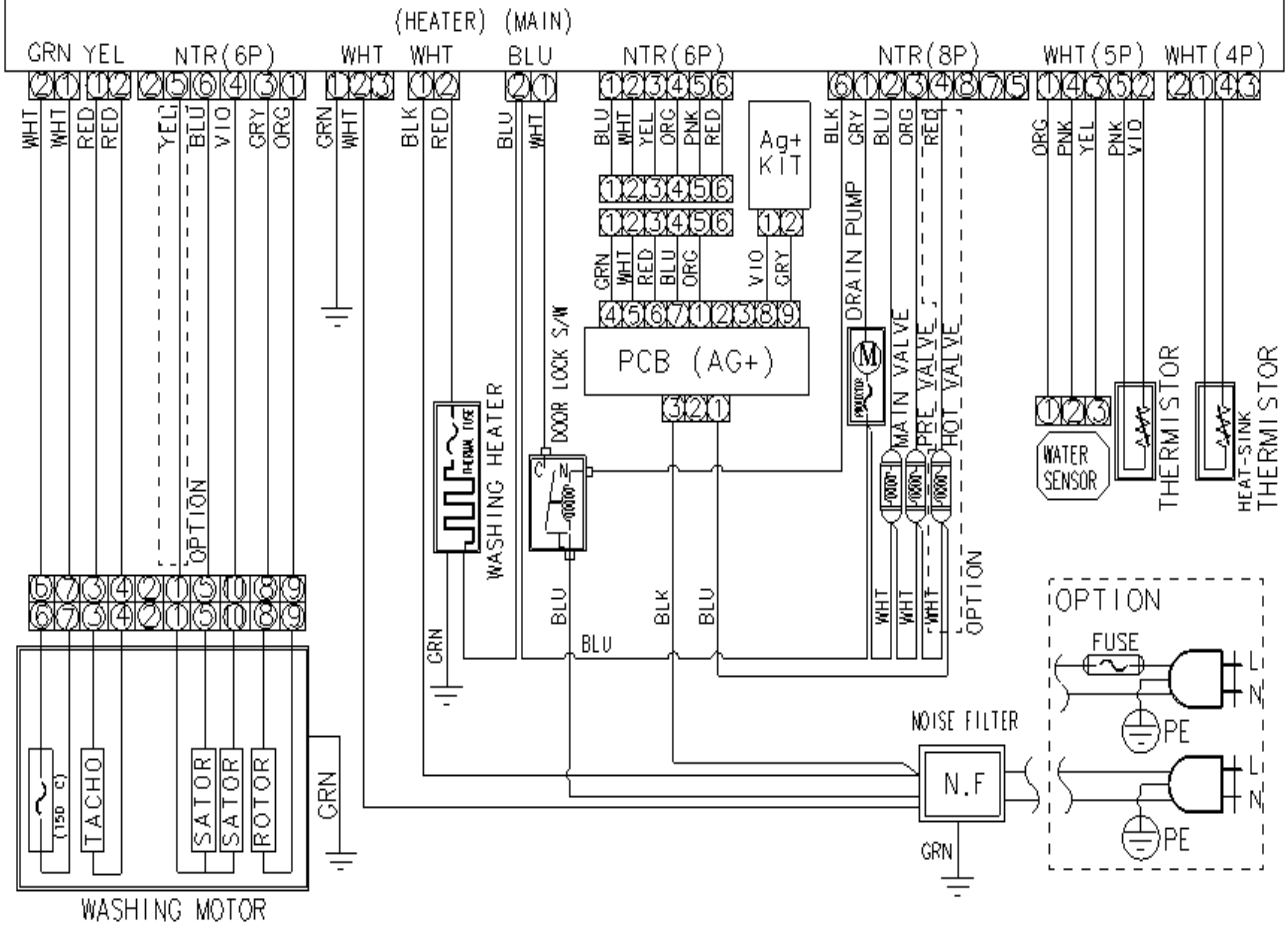 (HEATER) (MAIN)
GRN YEL NTR(6P) WHT WHT BLU NTR(6P) NTR(8P) WHT(5P) WHT(4P)
2 1 1 2 2 5 6 4 3 1 1 2 3 1 2 2 1 1 2 3 4 5 6 6 1 2 3 4 8 7 5 1 4 3 5 2 2 1 4 3
WHT WHT RED RED YEL BLU VIO GRY ORG GRN WHT BLK RED BLU WHT BLU WHT YEL ORG PNK RED BLK GRY BLU ORG RED ORG PNK YEL PNK VIO
Ag+
KIT
1 2 3 4 5 6
1 2 3 4 5 6
1 2
GRN WHT RED BLU ORG VIO GRY
4 5 6 7 1 2 3 8 9
PCB (AG+)
3 2 1
DRAIN PUMP
M
MAIN VALVE
PRE VALVE
HOT VALVE
DOOR LOCK S/W
C N
THERMAL FUSE
WASHING HEATER
1 2 3
WATER
SENSOR
THERMISTOR
HEAT-SINK
THERMISTOR
OPTION
6 7 3 4 2 1 5 10 8 9
6 7 3 4 2 1 5 10 8 9
GRN
BLU
BLU
BLK
BLU
WHT WHT WHT
OPTION
OPTION
FUSE
L
N
PE
NOISE FILTER
N.F
L
N
PE
GRN
(150 C)
TACHO
SATOR
SATOR
ROTOR
GRN
WASHING MOTOR